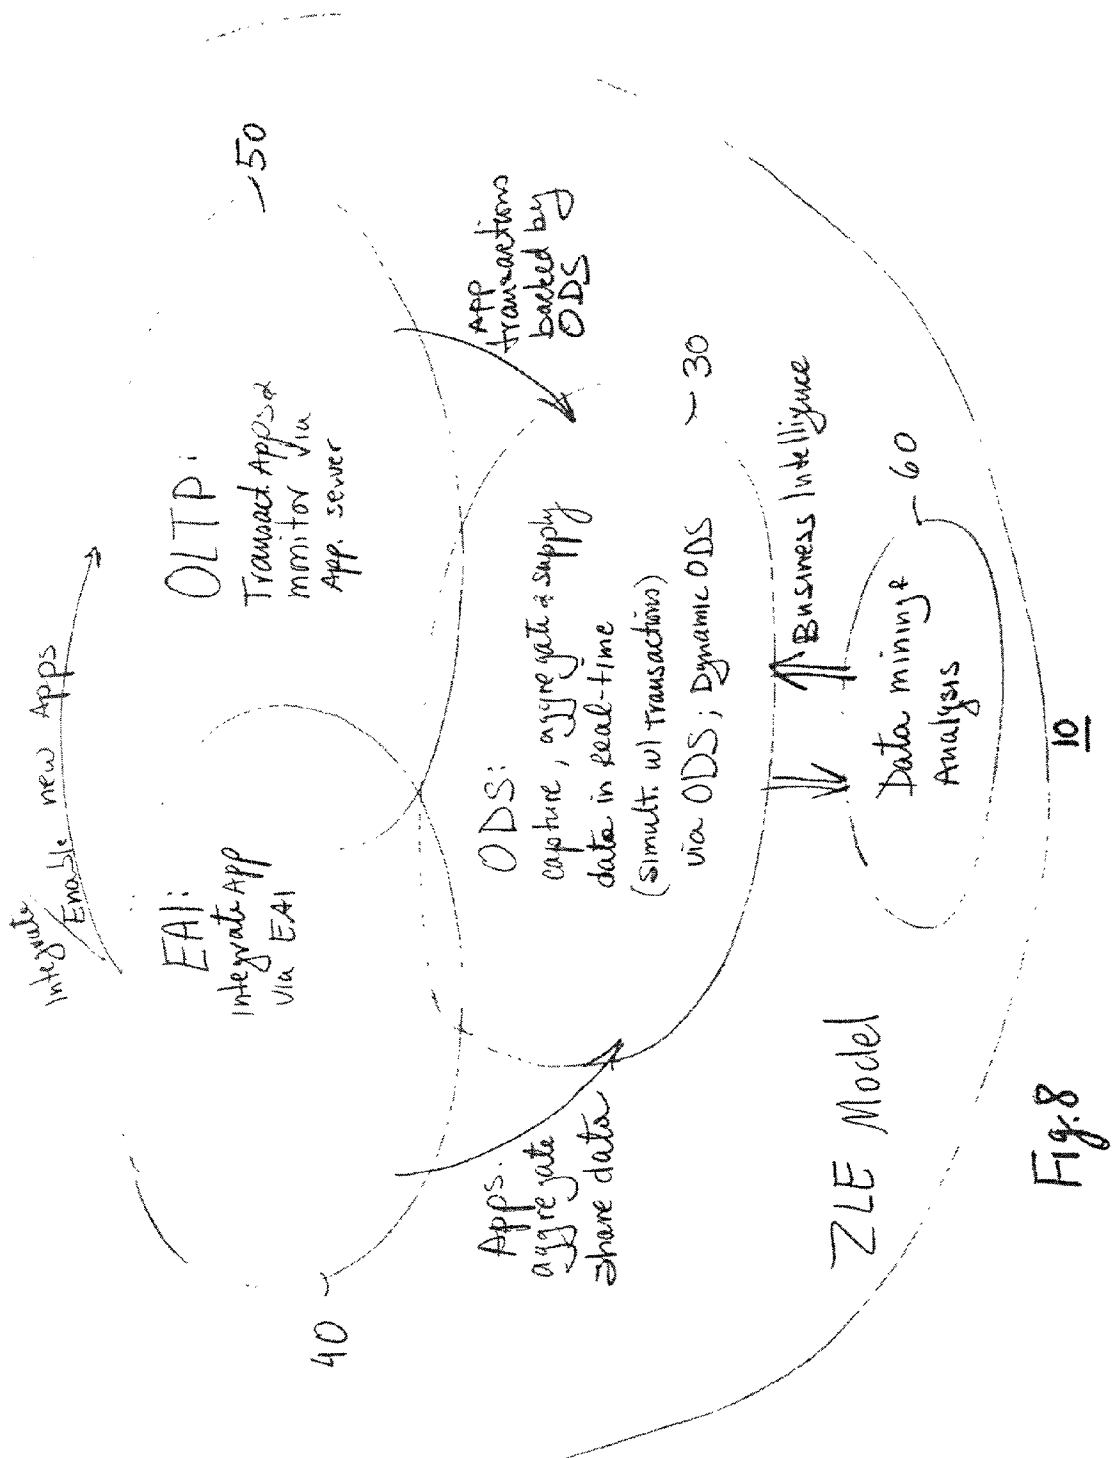 Integrate
Enable new Apps
EAI:
Integrate App
via EAI
OLTP:
Transact. Apps &
monitor via
App. server
50
40
Apps.
aggregate
share data
App
transactions
backed by
ODS
ODS:
capture, aggregate & supply
data in real-time
(simult. w/ transactions)
via ODS; Dynamic ODS
30
Business Intelligence
Data mining &
Analysis
60
ZLE Model
10
Fig. 8